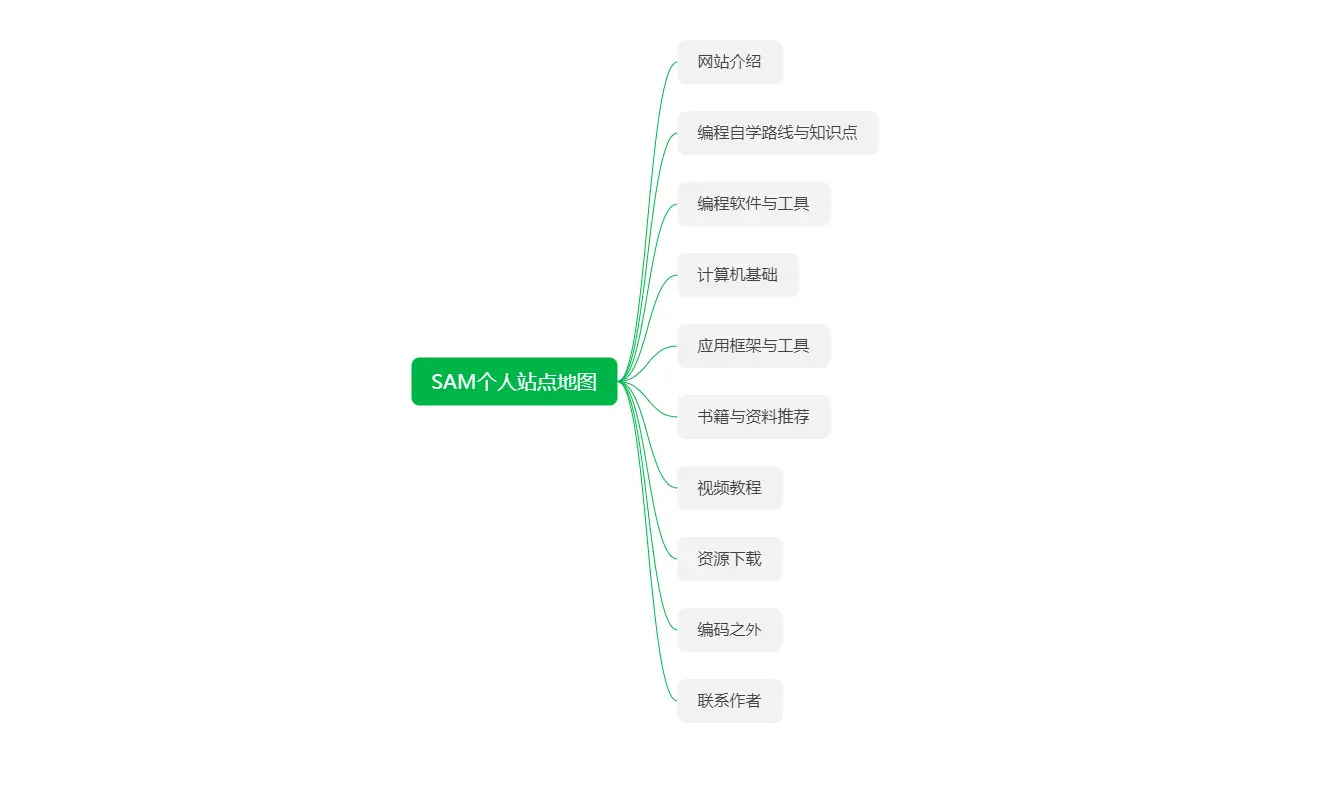 网站介绍
编程自学路线与知识点
编程软件与工具
计算机基础
应用框架与工具
SAM个人站点地图
书籍与资料推荐
视频教程
资源下载
编码之外
联系作者